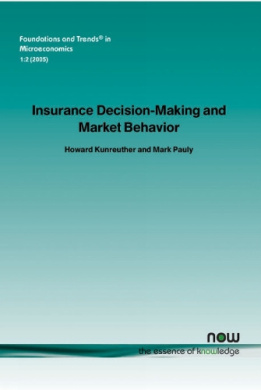 Foundations and Trends® in
Microeconomics
1:2 (2005)
Insurance Decision-Making and
Market Behavior
Howard Kunreuther and Mark Pauly
now
the essence of knowledge